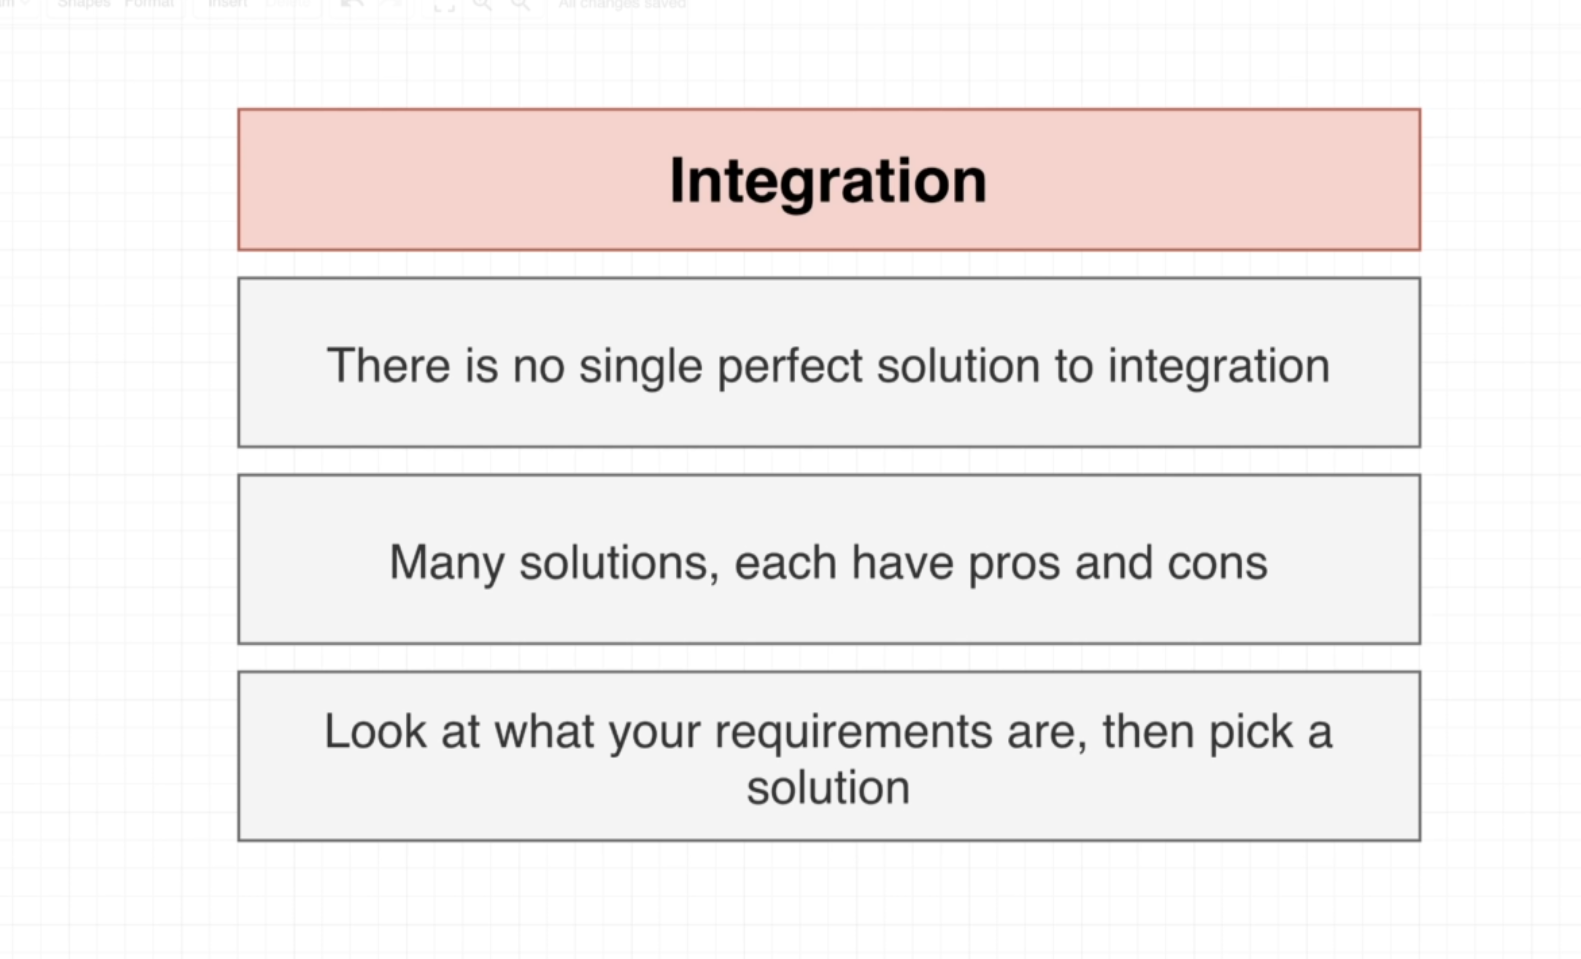 Shapes Format Insert Delete All changes saved
Integration
There is no single perfect solution to integration
Many solutions, each have pros and cons
Look at what your requirements are, then pick a
solution